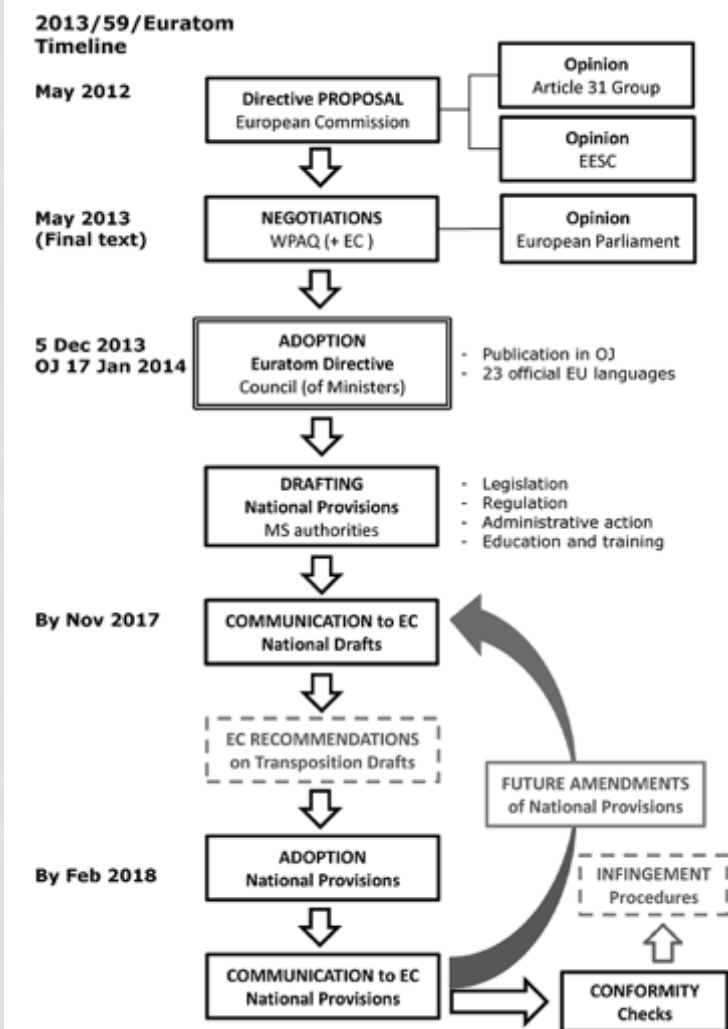 2013/59/Euratom
Timeline
May 2012
Directive PROPOSAL
European Commission
Opinion
Article 31 Group
Opinion
EESC
May 2013
(Final text)
NEGOTIATIONS
WPAQ (+ EC )
Opinion
European Parliament
5 Dec 2013
OJ 17 Jan 2014
ADOPTION
Euratom Directive
Council (of Ministers)
- Publication in OJ
- 23 official EU languages
DRAFTING
National Provisions
MS authorities
- Legislation
- Regulation
- Administrative action
- Education and training
By Nov 2017
COMMUNICATION to EC
National Drafts
EC RECOMMENDATIONS
on Transposition Drafts
FUTURE AMENDMENTS
of National Provisions
By Feb 2018
ADOPTION
National Provisions
INFINGEMENT
Procedures
COMMUNICATION to EC
National Provisions
CONFORMITY
Checks